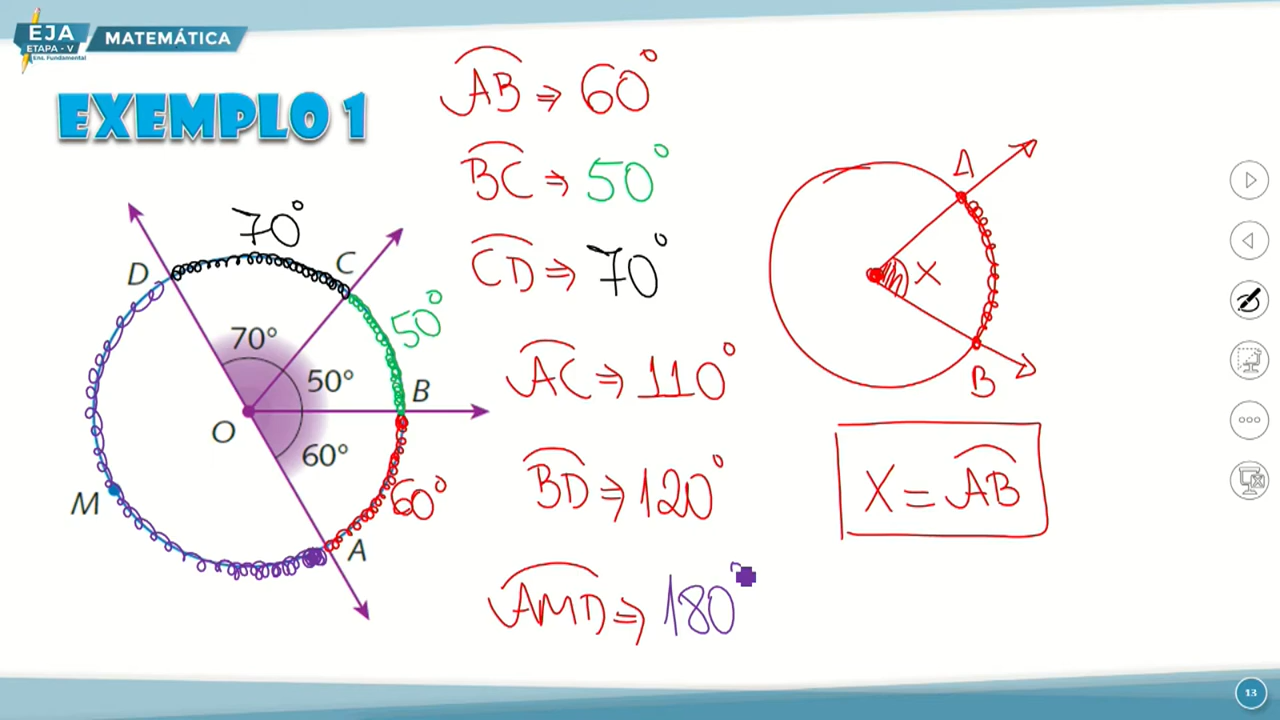 EJA
ETAPA - V
Ens. Fundamental
MATEMÁTICA
EXEMPLO 1
AB ⇒ 60°
BC ⇒ 50°
CD ⇒ 70°
AC ⇒ 110°
BD ⇒ 120°
AMD ⇒ 180°
70°
D
C
50°
70°
50°
B
O
60°
60°
M
A
A
X
B
X = AB
13